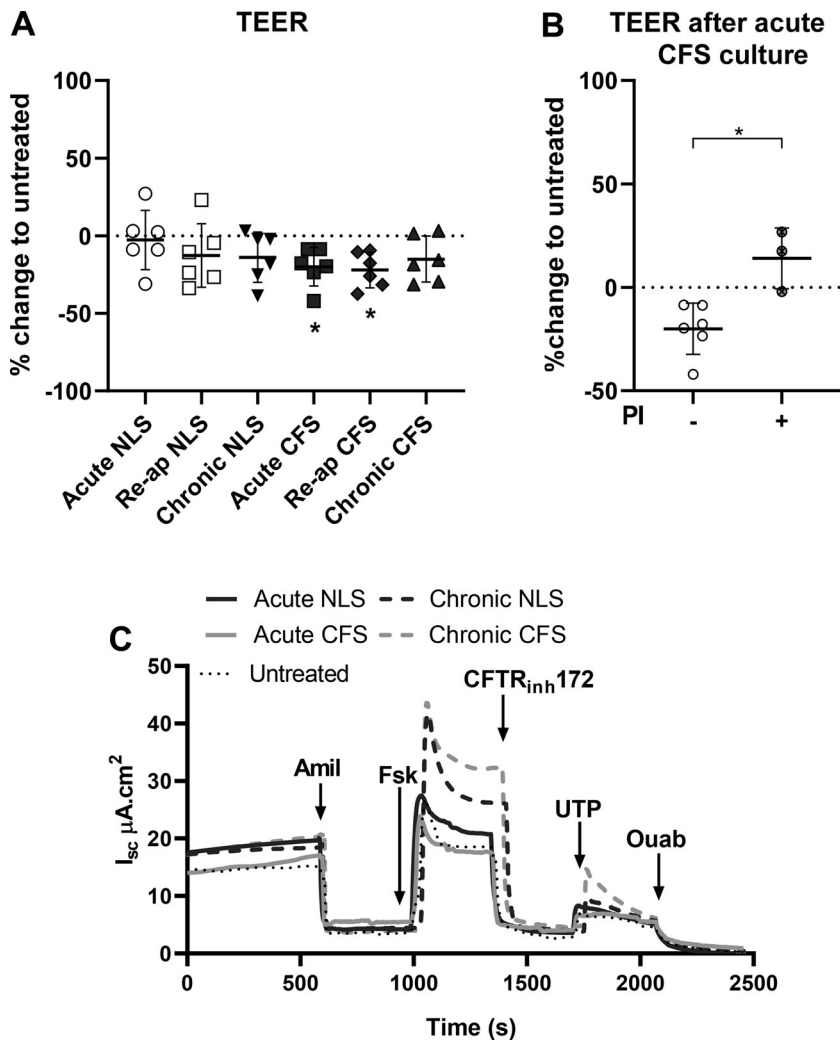 A
TEER
% change to untreated
100
50
0
-50
-100
Acute NLS
Re-ap NLS
Chronic NLS
Acute CFS
Re-ap CFS
Chronic CFS
*
*
B
TEER after acute
CFS culture
%change to untreated
100
50
0
-50
*
PI
-
+
C
Acute NLS
Chronic NLS
Acute CFS
Chronic CFS
Untreated
Isc µA.cm²
50
40
30
20
10
0
Amil
Fsk
CFTRinh172
UTP
Ouab
0
500
1000
1500
2000
2500
Time (s)